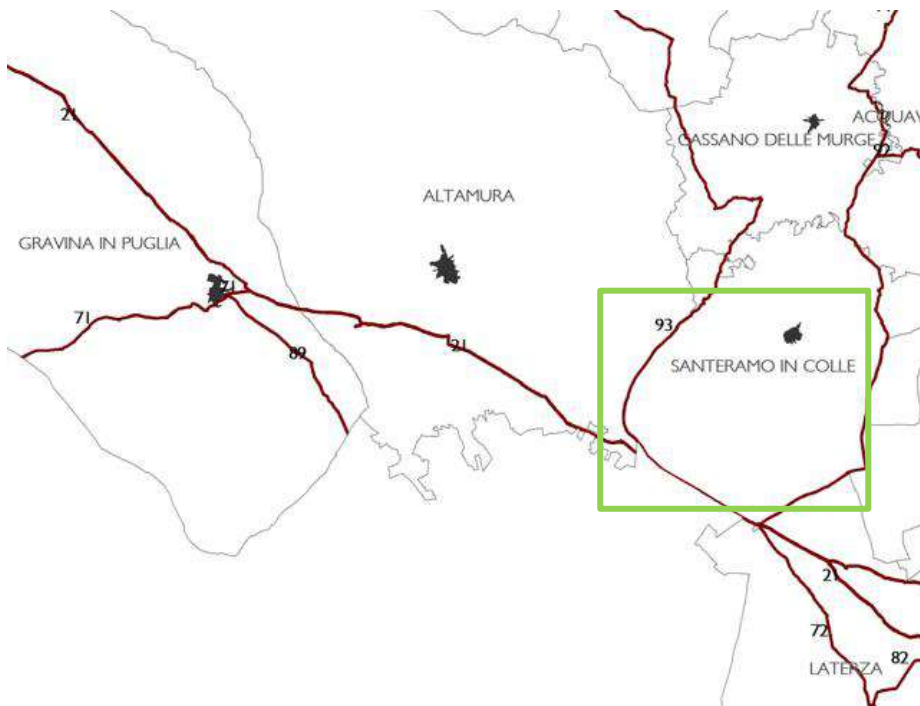 21
ACQUAV
CASSANO DELLE MURGE
92
ALTAMURA
GRAVINA IN PUGLIA
71
71
93
21
89
SANTERAMO IN COLLE
21
72
82
LATERZA